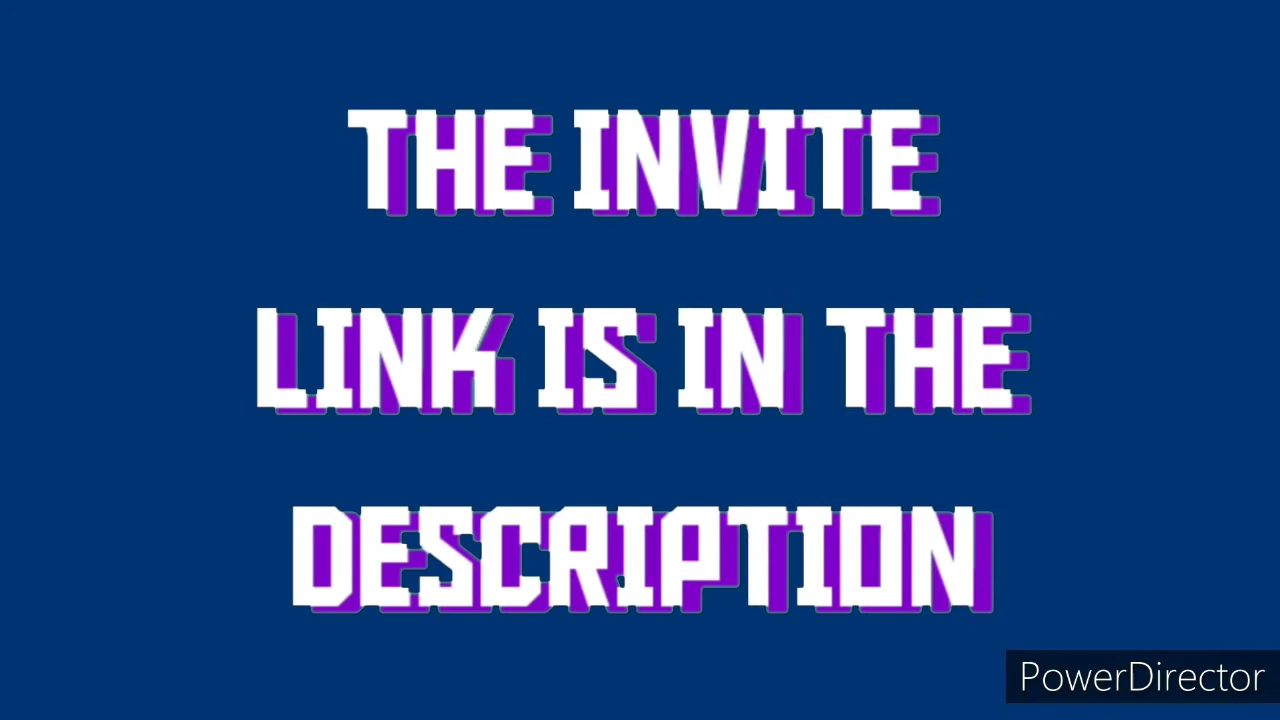 THE INVITE
LINK IS IN THE
DESCRIPTION
PowerDirector